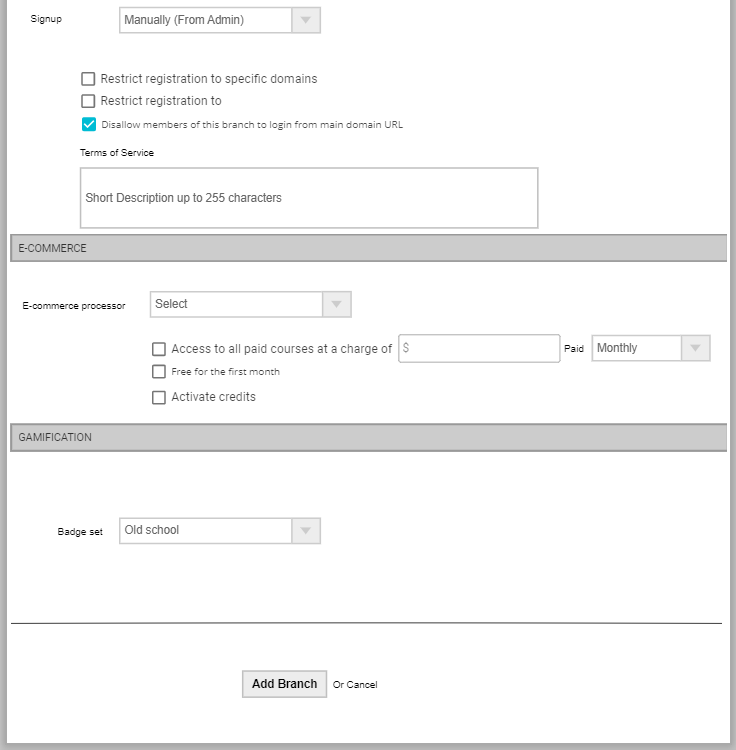 Signup Manually (From Admin)
Restrict registration to specific domains
Restrict registration to
Disallow members of this branch to login from main domain URL
Terms of Service
Short Description up to 255 characters
E-COMMERCE
E-commerce processor Select
Access to all paid courses at a charge of $ Paid Monthly
Free for the first month
Activate credits
GAMIFICATION
Badge set Old school
Add Branch Or Cancel